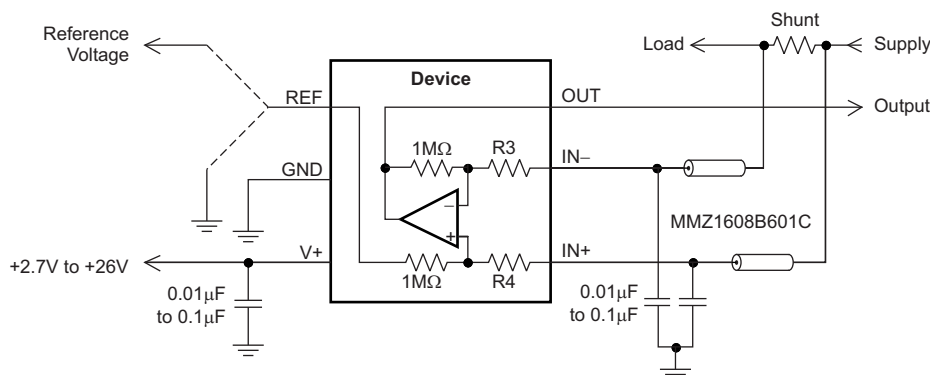 Shunt
Reference
Voltage
Load
Supply
Device
REF
OUT
Output
1MΩ
R3
IN−
GND
−
MMZ1608B601C
+
+2.7V to +26V
V+
IN+
1MΩ
R4
0.01μF
to 0.1μF
0.01μF
to 0.1μF